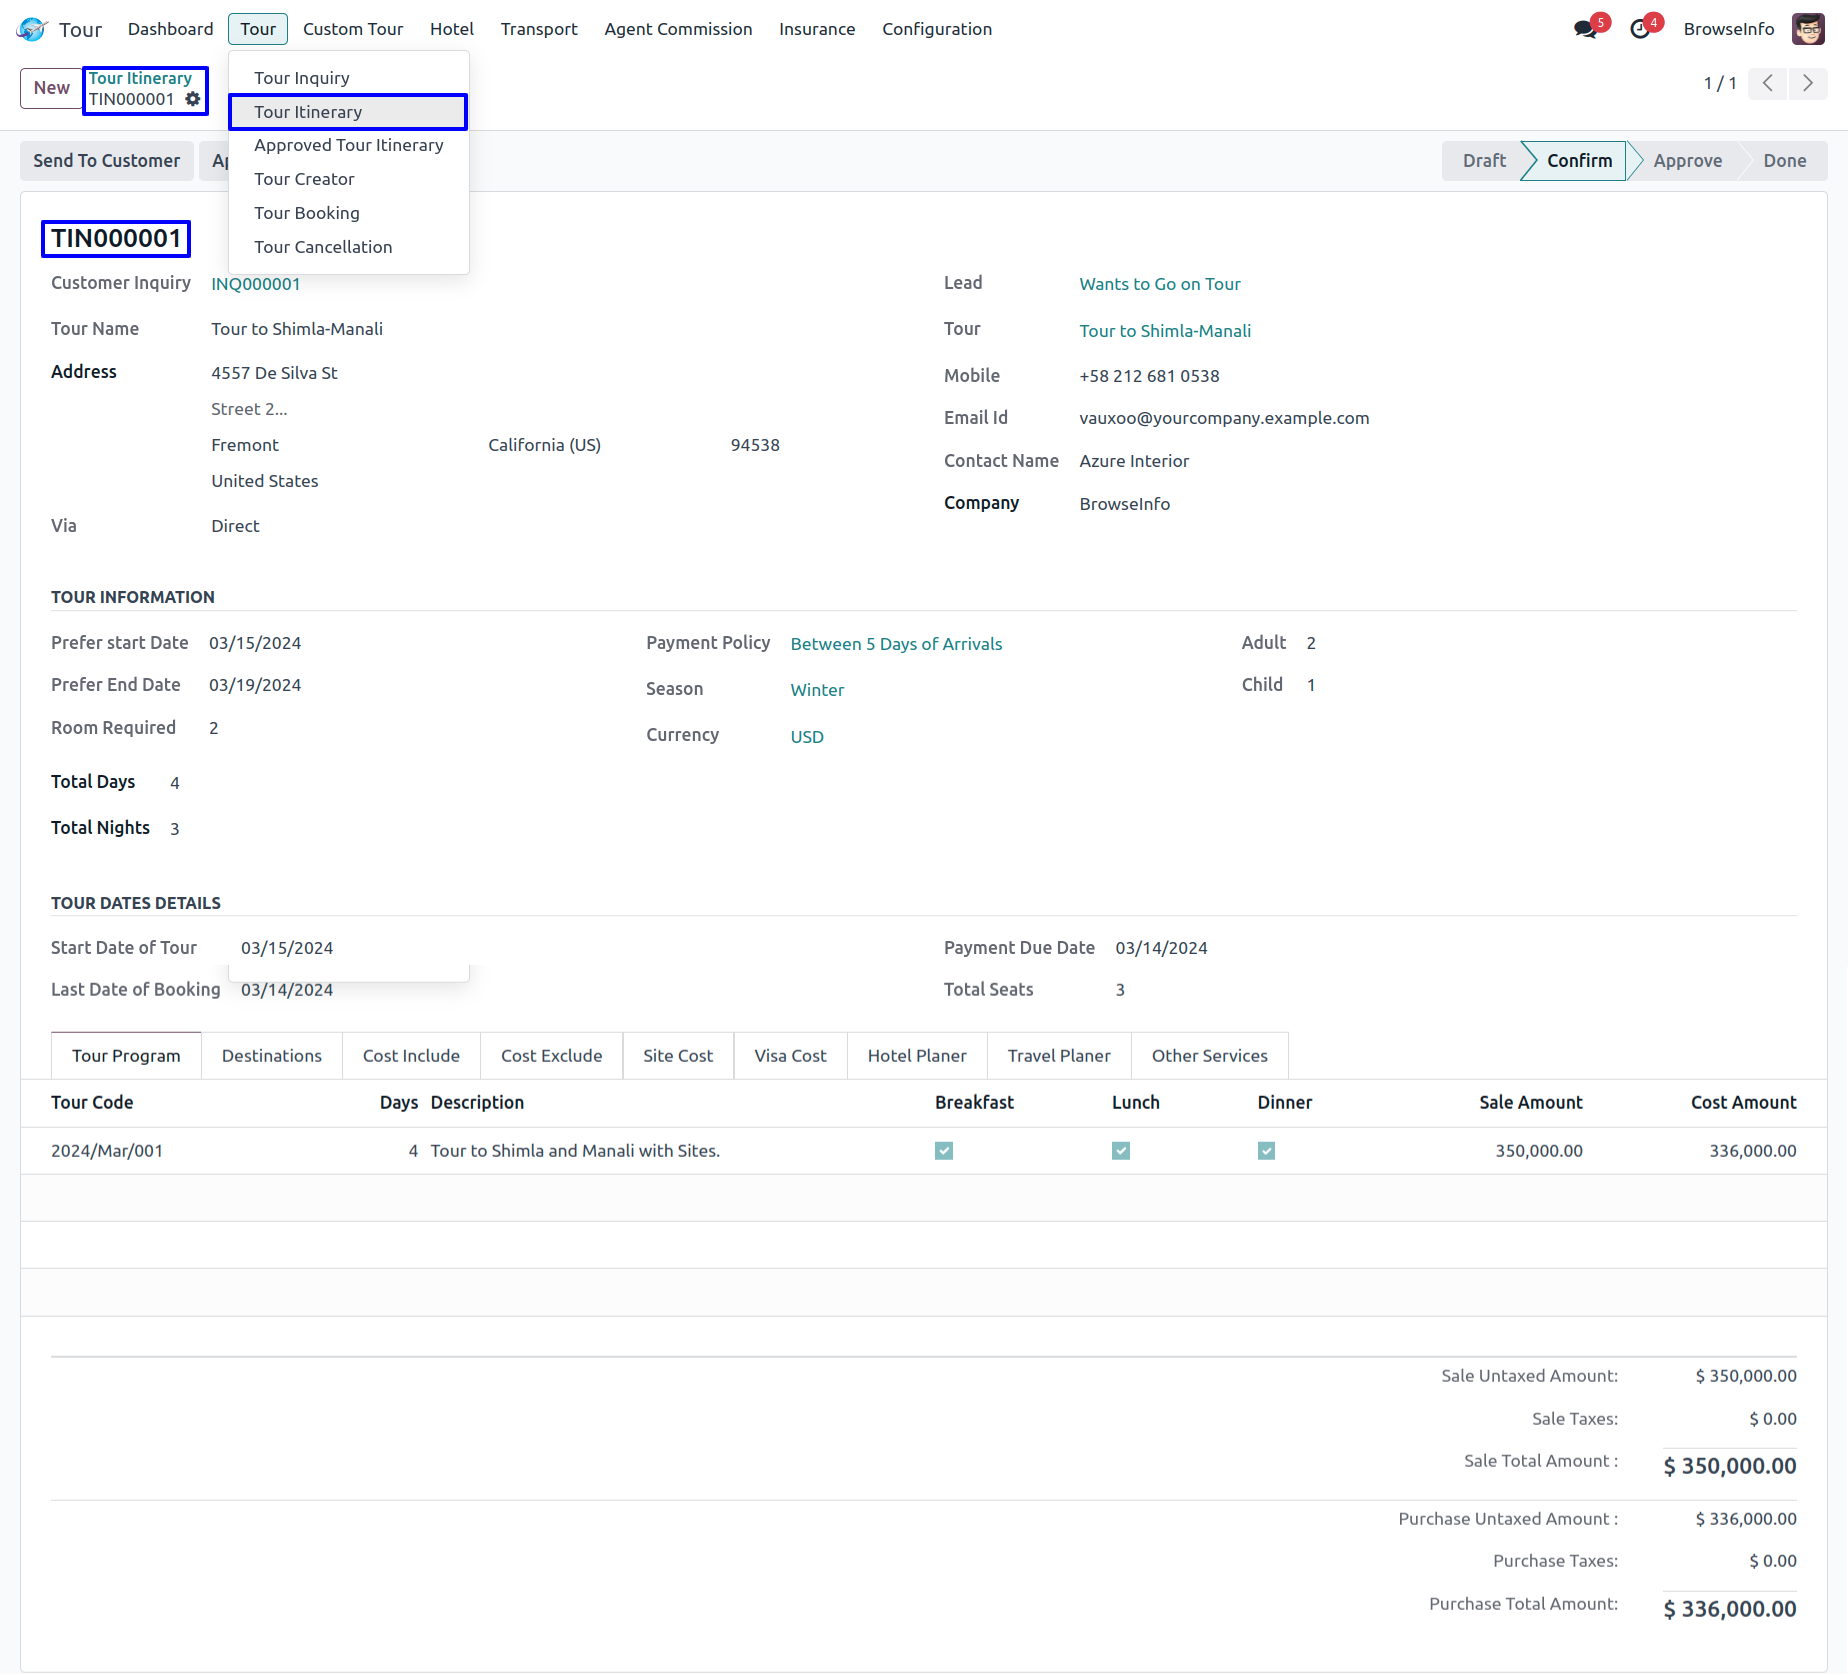 Tour Dashboard Tour Custom Tour Hotel Transport Agent Commission Insurance Configuration 5 4 BrowseInfo
New Tour Itinerary
TIN000001
1 / 1
Tour Inquiry
Tour Itinerary
Approved Tour Itinerary
Tour Creator
Tour Booking
Tour Cancellation
Send To Customer
Draft Confirm Approve Done
TIN000001
Customer Inquiry INQ000001 Lead Wants to Go on Tour
Tour Name Tour to Shimla-Manali Tour Tour to Shimla-Manali
Address 4557 De Silva St Mobile +58 212 681 0538
Street 2... Email Id vauxoo@yourcompany.example.com
Fremont California (US) 94538 Contact Name Azure Interior
United States Company BrowseInfo
Via Direct
TOUR INFORMATION
Prefer start Date 03/15/2024 Payment Policy Between 5 Days of Arrivals Adult 2
Prefer End Date 03/19/2024 Season Winter Child 1
Room Required 2 Currency USD
Total Days 4
Total Nights 3
TOUR DATES DETAILS
Start Date of Tour 03/15/2024 Payment Due Date 03/14/2024
Last Date of Booking 03/14/2024 Total Seats 3
Tour Program Destinations Cost Include Cost Exclude Site Cost Visa Cost Hotel Planer Travel Planer Other Services
Tour Code Days Description Breakfast Lunch Dinner Sale Amount Cost Amount
2024/Mar/001 4 Tour to Shimla and Manali with Sites. 350,000.00 336,000.00
Sale Untaxed Amount: $ 350,000.00
Sale Taxes: $ 0.00
Sale Total Amount : $ 350,000.00
Purchase Untaxed Amount : $ 336,000.00
Purchase Taxes: $ 0.00
Purchase Total Amount: $ 336,000.00